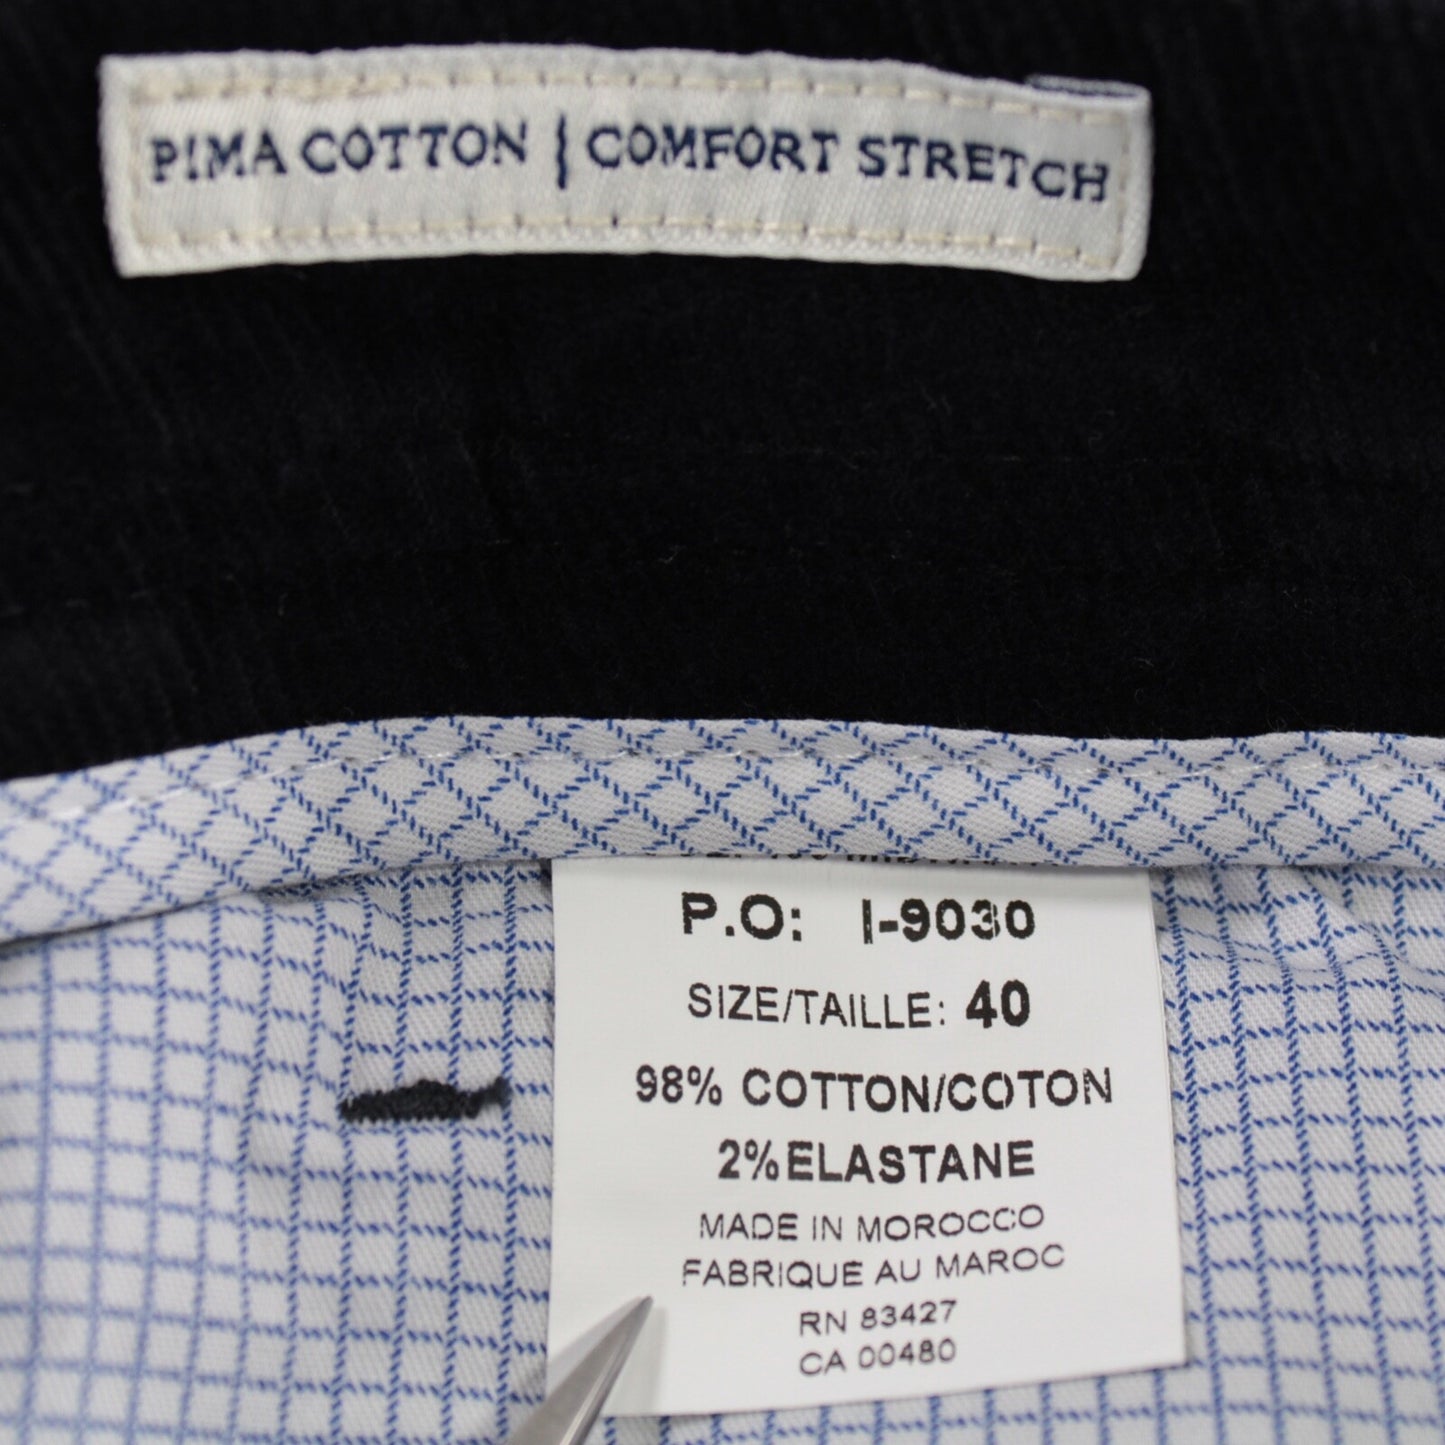 PIMA COTTON | COMFORT STRETCH
P.O: I-9030
SIZE/TAILLE: 40
98% COTTON/COTON
2%ELASTANE
MADE IN MOROCCO
FABRIQUE AU MAROC
RN 83427
CA 00480